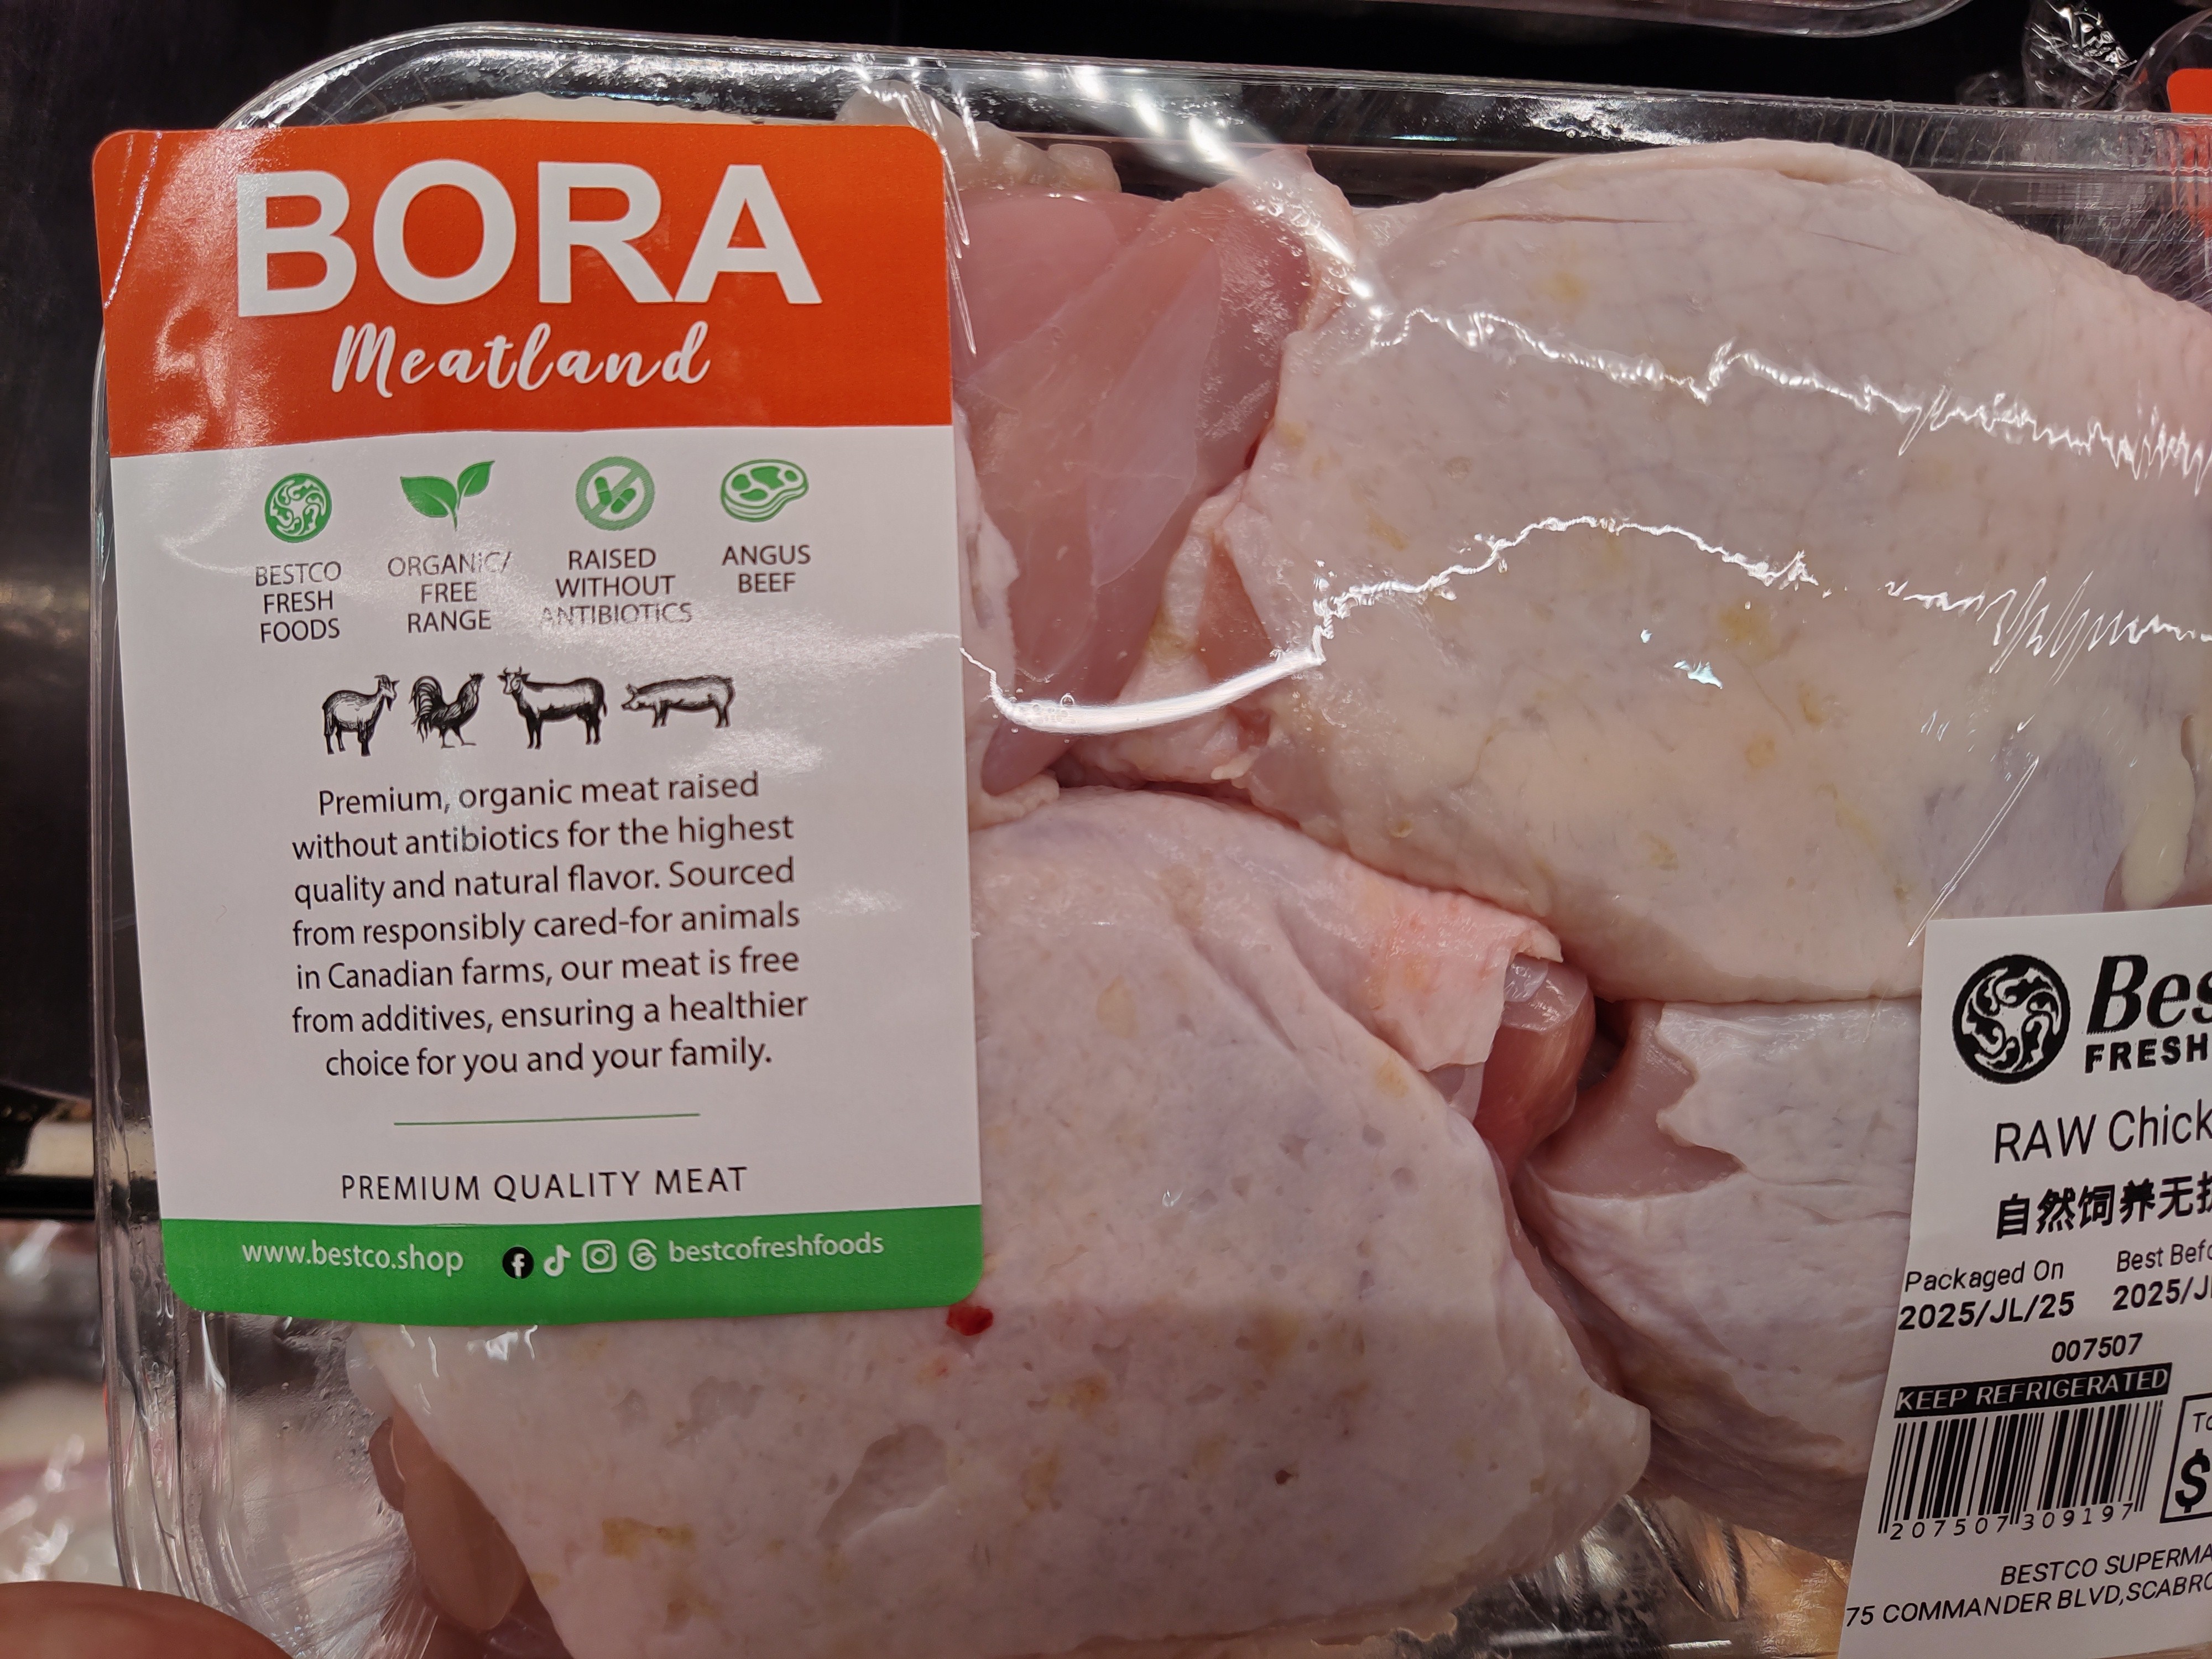 BORA
Meatland
BESTCO
FRESH
FOODS
ORGANIC/
FREE
RANGE
RAISED
WITHOUT
ANTIBIOTICS
ANGUS
BEEF
Premium, organic meat raised
without antibiotics for the highest
quality and natural flavor. Sourced
from responsibly cared-for animals
in Canadian farms, our meat is free
from additives, ensuring a healthier
choice for you and your family.
PREMIUM QUALITY MEAT
www.bestco.shop bestcofreshfoods
Bes
FRESH
RAW Chick
自然饲养无
Packaged On Best Befo
2025/JL/25 2025/J
007507
KEEP REFRIGERATED
207507309197
$
BESTCO SUPERMA
75 COMMANDER BLVD,SCABRO